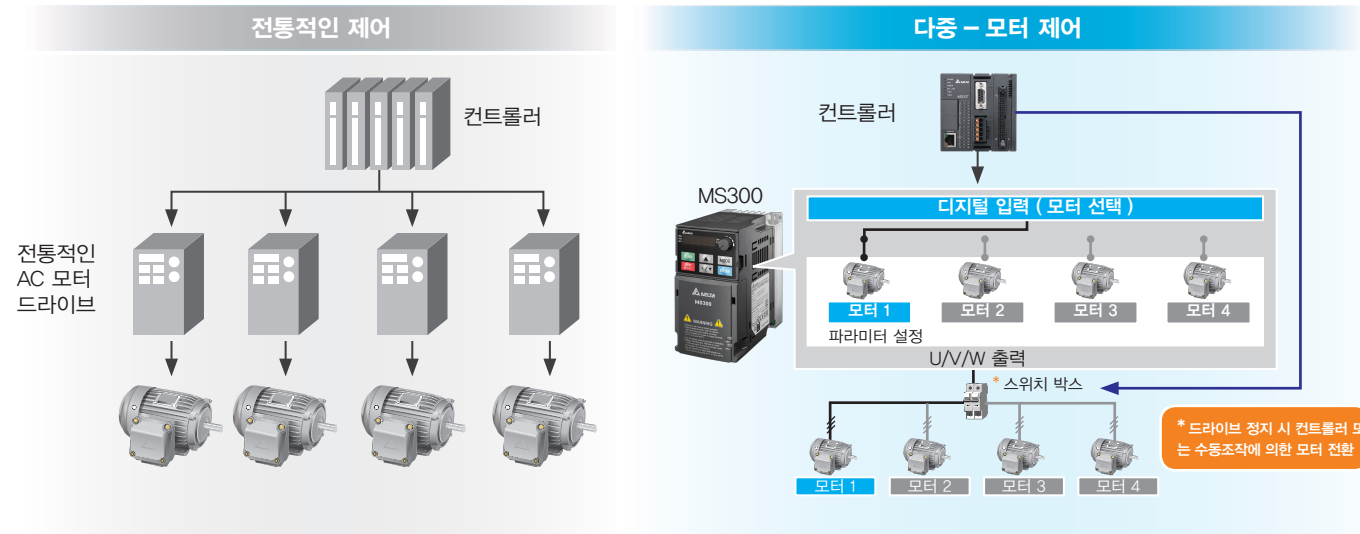 전통적인 제어
컨트롤러
전통적인
AC 모터
드라이브
다중 – 모터 제어
컨트롤러
MS300
디지털 입력 ( 모터 선택 )
모터 1
모터 2
모터 3
모터 4
파라미터 설정
U/V/W 출력
* 스위치 박스
* 드라이브 정지 시 컨트롤러 또
는 수동조작에 의한 모터 전환
모터 1
모터 2
모터 3
모터 4
MODE
DELTA
MS300
WARNING